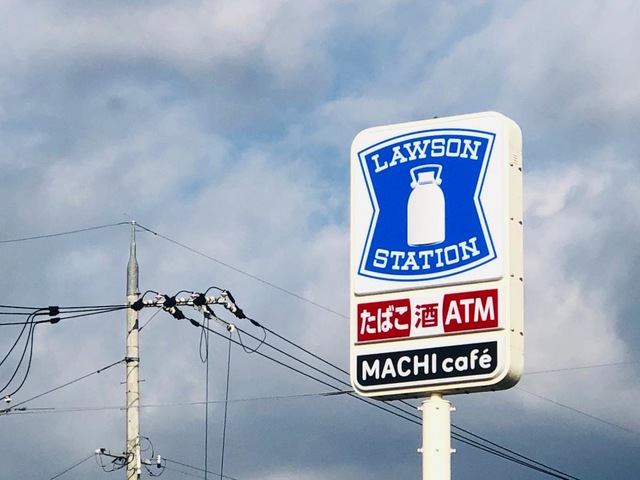 LAWSON
STATION
たばこ 酒 ATM
MACHI café